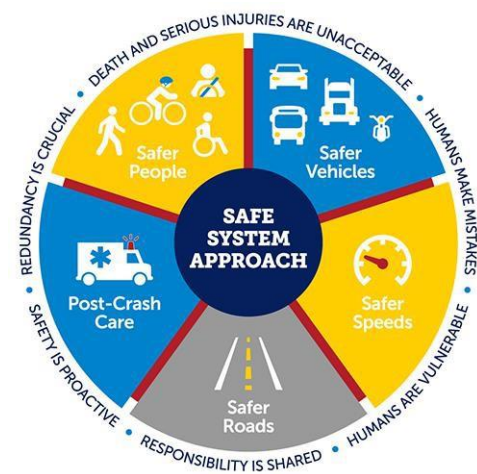 DEATH AND SERIOUS INJURIES ARE UNACCEPTABLE
HUMANS MAKE MISTAKES
HUMANS ARE VULNERABLE
RESPONSIBILITY IS SHARED
SAFETY IS PROACTIVE
REDUNDANCY IS CRUCIAL
Safer
People
Safer
Vehicles
SAFE
SYSTEM
APPROACH
Post-Crash
Care
Safer
Speeds
Safer
Roads